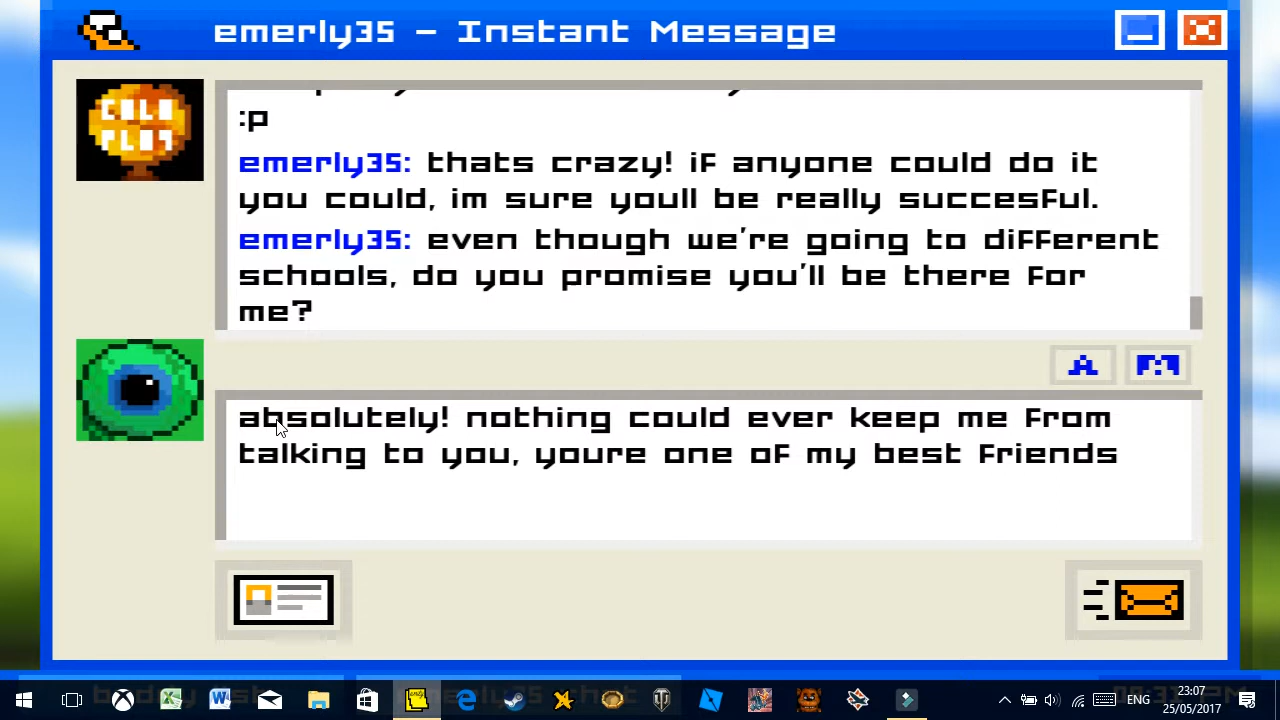 emerly35 - Instant Message
COLD
PLAY
:p
emerly35: thats crazy! if anyone could do it
you could, im sure youll be really succesful.
emerly35: even though we're going to different
schools, do you promise you'll be there for
me?
A
absolutely! nothing could ever keep me from
talking to you, youre one of my best friends
ENG
23:07
25/05/2017